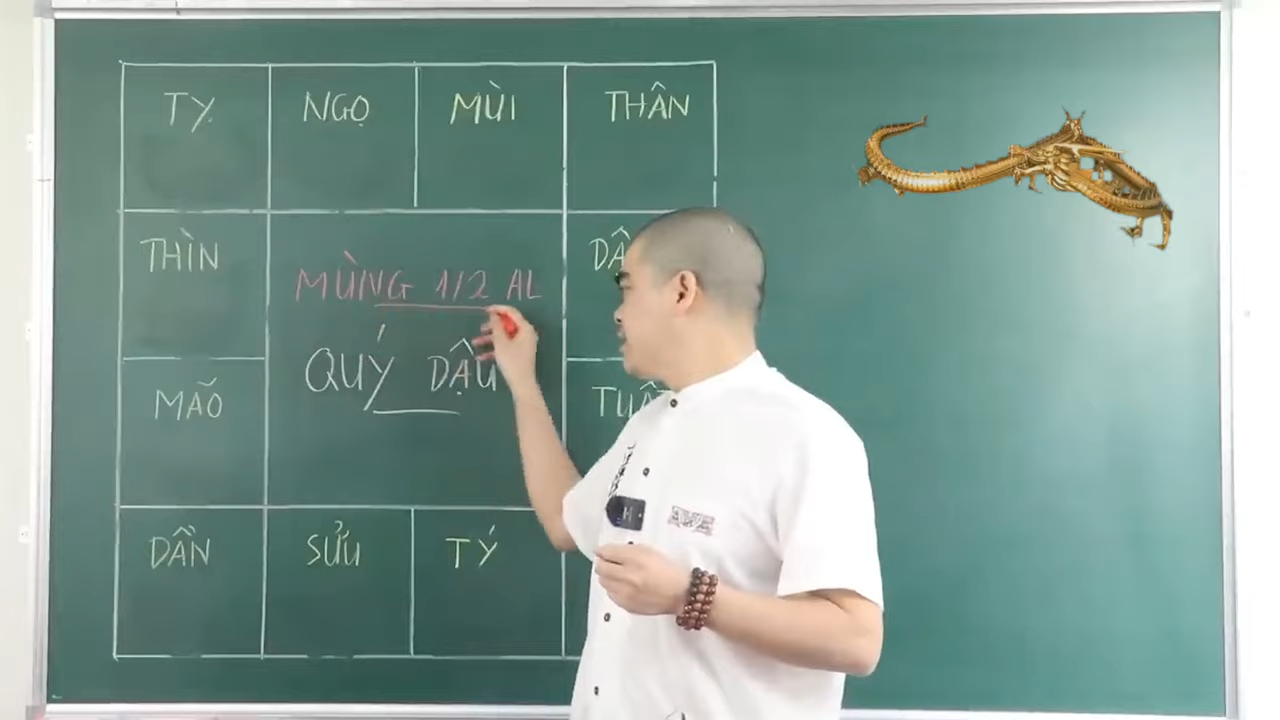 TỴ NGỌ MÙI THÂN
THÌN
MÙNG 1/2 AL
QUÝ DẬU
MÃO
DẦN SỬU TÝ